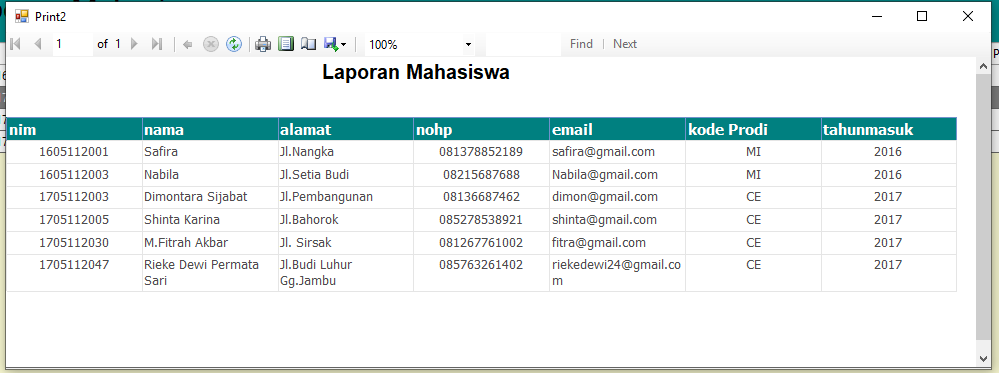 Print2
1 of 1 100% Find | Next
Laporan Mahasiswa
nim nama alamat nohp email kode Prodi tahunmasuk
1605112001 Safira Jl.Nangka 081378852189 safira@gmail.com MI 2016
1605112003 Nabila Jl.Setia Budi 08215687688 Nabila@gmail.com MI 2016
1705112003 Dimontara Sijabat Jl.Pembangunan 08136687462 dimon@gmail.com CE 2017
1705112005 Shinta Karina Jl.Bahorok 085278538921 shinta@gmail.com CE 2017
1705112030 M.Fitrah Akbar Jl. Sirsak 081267761002 fitra@gmail.com CE 2017
1705112047 Rieke Dewi Permata Jl.Budi Luhur 085763261402 riekedewi24@gmail.co CE 2017
Sari Gg.Jambu m